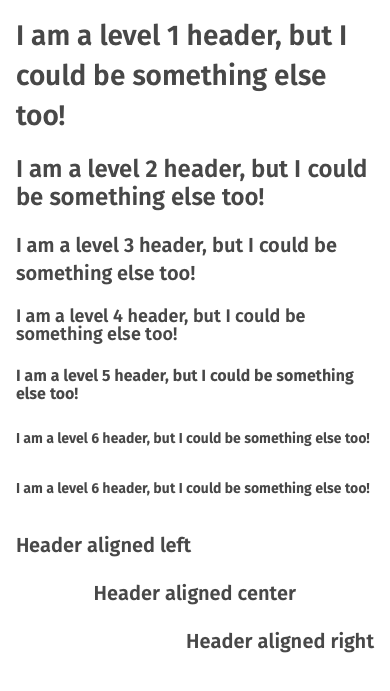 I am a level 1 header, but I
could be something else
too!
I am a level 2 header, but I could
be something else too!
I am a level 3 header, but I could be
something else too!
I am a level 4 header, but I could be
something else too!
I am a level 5 header, but I could be something
else too!
I am a level 6 header, but I could be something else too!
I am a level 6 header, but I could be something else too!
Header aligned left
Header aligned center
Header aligned right